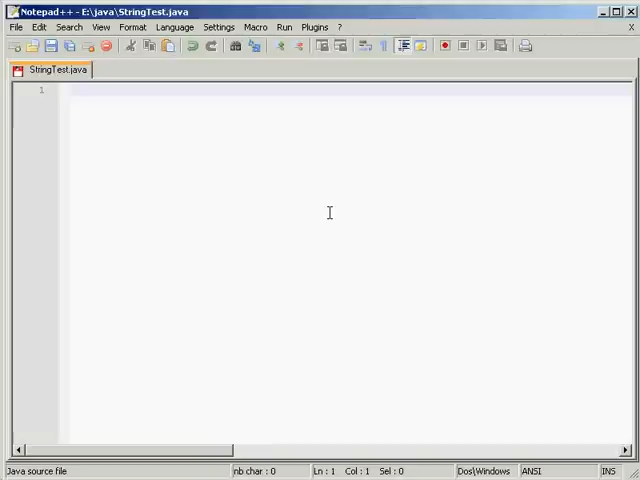 Notepad++ - E:\java\StringTest.java
File Edit Search View Format Language Settings Macro Run Plugins ? X
StringTest.java
1
Java source file nb char : 0 Ln : 1 Col : 1 Sel : 0 Dos\Windows ANSI INS